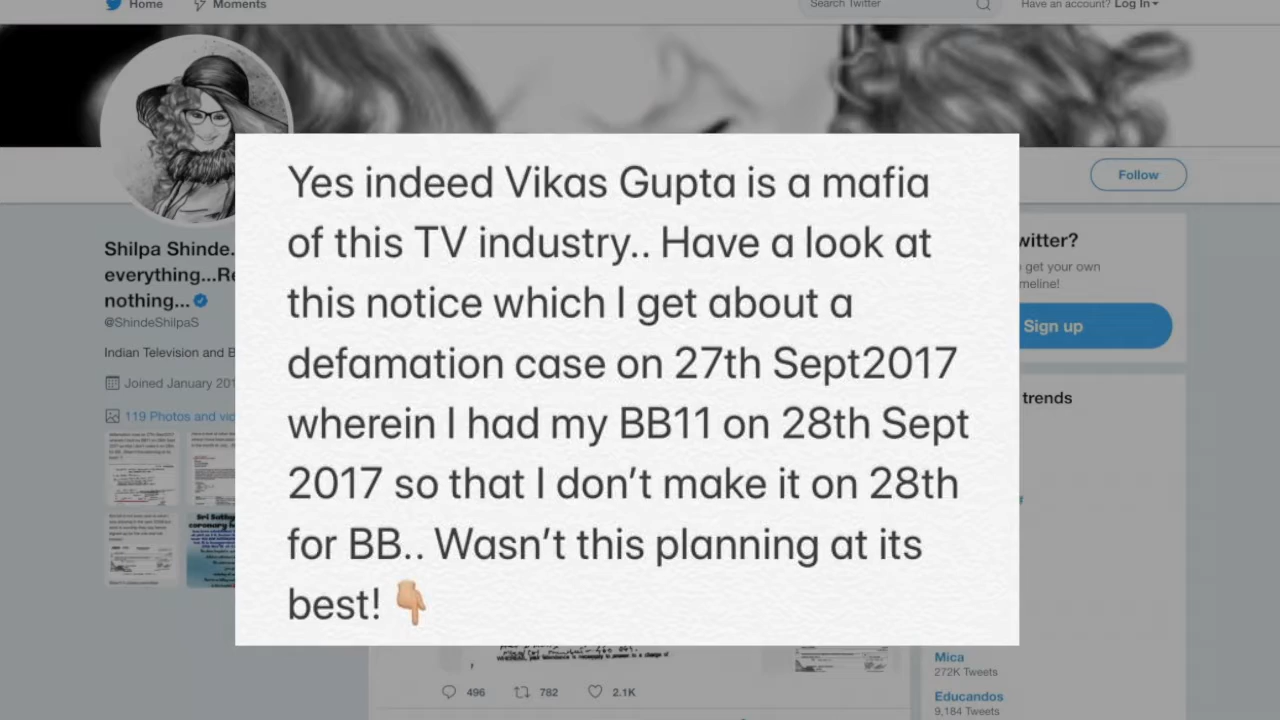 Home
Moments
Search Twitter
Have an account? Log In
Follow
Shilpa Shinde.
everything...Re
nothing...
@ShindeShilpaS
Indian Television and B
Joined January 201
119 Photos and vid
Yes indeed Vikas Gupta is a mafia
of this TV industry.. Have a look at
this notice which I get about a
defamation case on 27th Sept2017
wherein I had my BB11 on 28th Sept
2017 so that I don’t make it on 28th
for BB.. Wasn’t this planning at its
best! 👇🏼
witter?
get your own
meline!
Sign up
trends
Mica
272K Tweets
Educandos
9,184 Tweets
496
782
2.1K